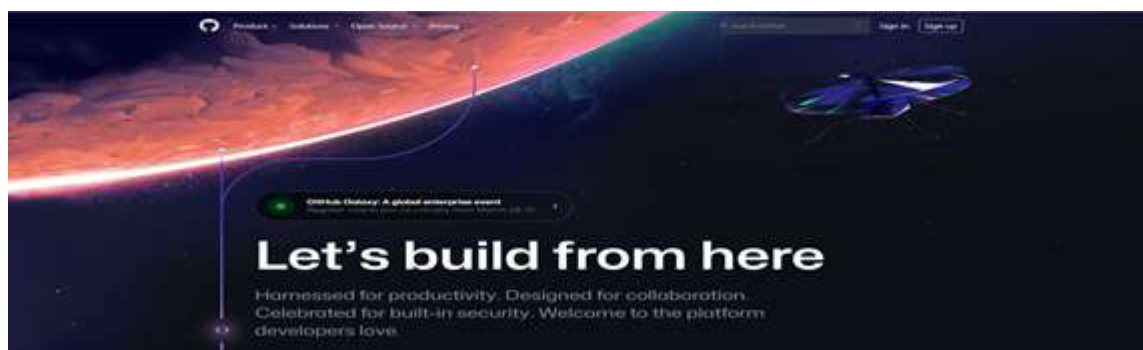 Product Solutions Open Source Pricing
Sign in Sign up
GitHub Galaxy: A global enterprise event
Let's build from here
Harnessed for productivity. Designed for collaboration.
Celebrated for built-in security. Welcome to the platform
developers love.